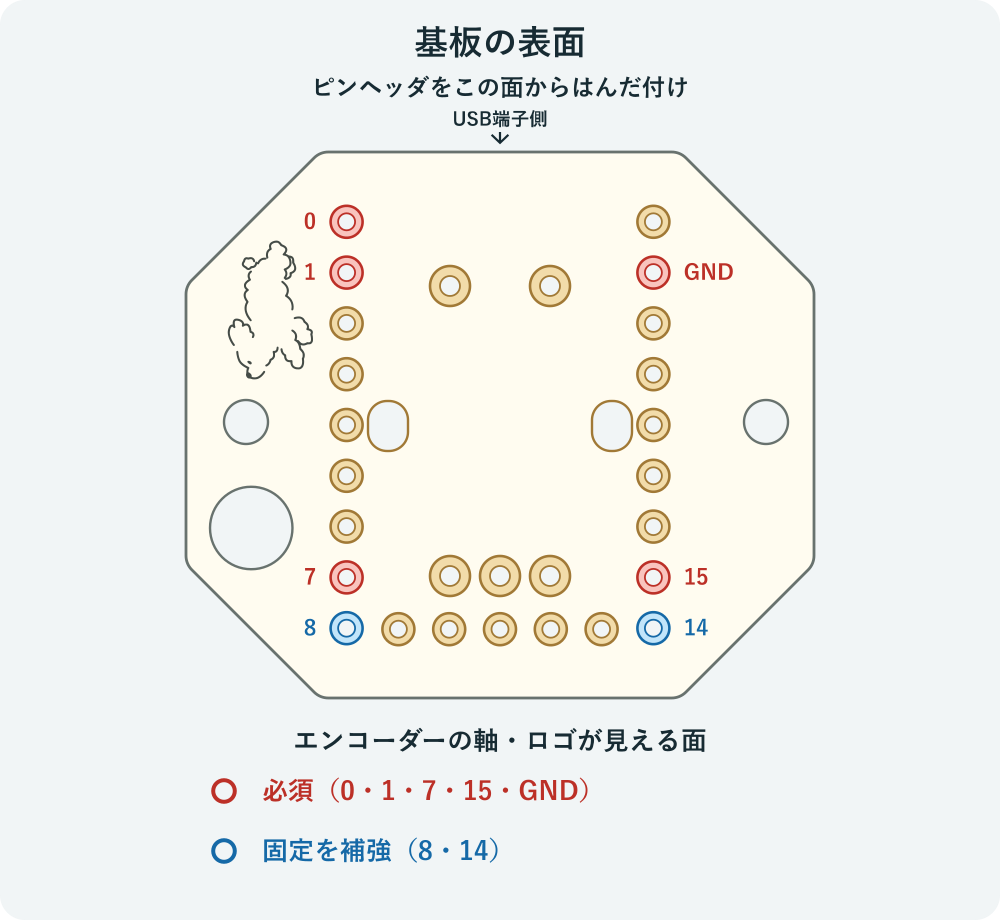 基板の表面
ピンヘッダをこの面からはんだ付け
USB端子側
0
1
GND
7
15
8
14
エンコーダーの軸・ロゴが見える面
必須（0・1・7・15・GND）
固定を補強（8・14）